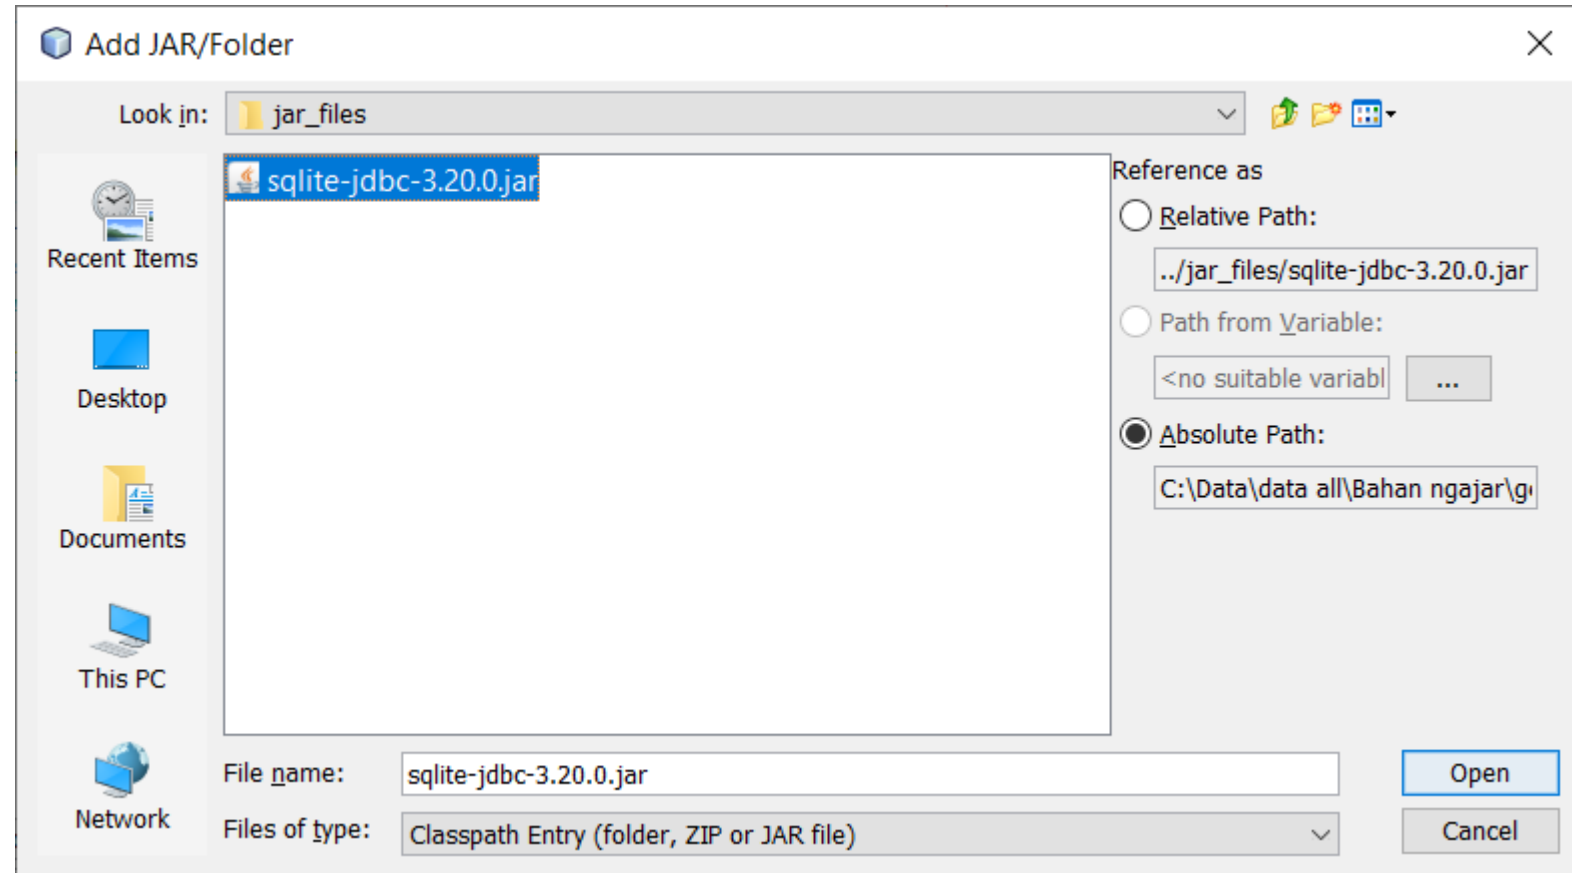 Add JAR/Folder
Look in:
jar_files
sqlite-jdbc-3.20.0.jar
Recent Items
Desktop
Documents
This PC
Network
Reference as
Relative Path:
../jar_files/sqlite-jdbc-3.20.0.jar
Path from Variable:
<no suitable variabl
...
Absolute Path:
C:\Data\data all\Bahan ngajar\g
File name:
sqlite-jdbc-3.20.0.jar
Open
Files of type:
Classpath Entry (folder, ZIP or JAR file)
Cancel